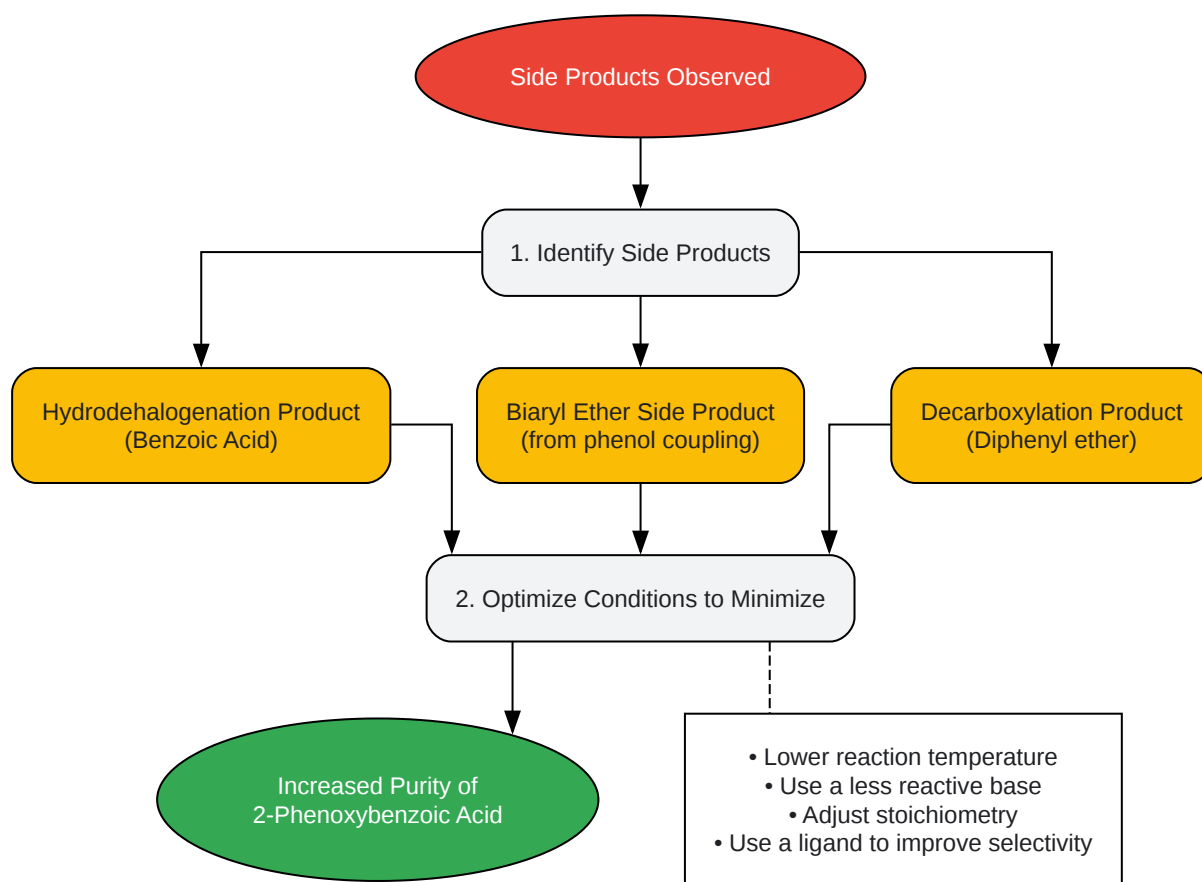 Side Products Observed
1. Identify Side Products
Hydrodehalogenation Product
(Benzoic Acid)
Biaryl Ether Side Product
(from phenol coupling)
Decarboxylation Product
(Diphenyl ether)
2. Optimize Conditions to Minimize
Increased Purity of
2-Phenoxybenzoic Acid
• Lower reaction temperature
• Use a less reactive base
• Adjust stoichiometry
• Use a ligand to improve selectivity